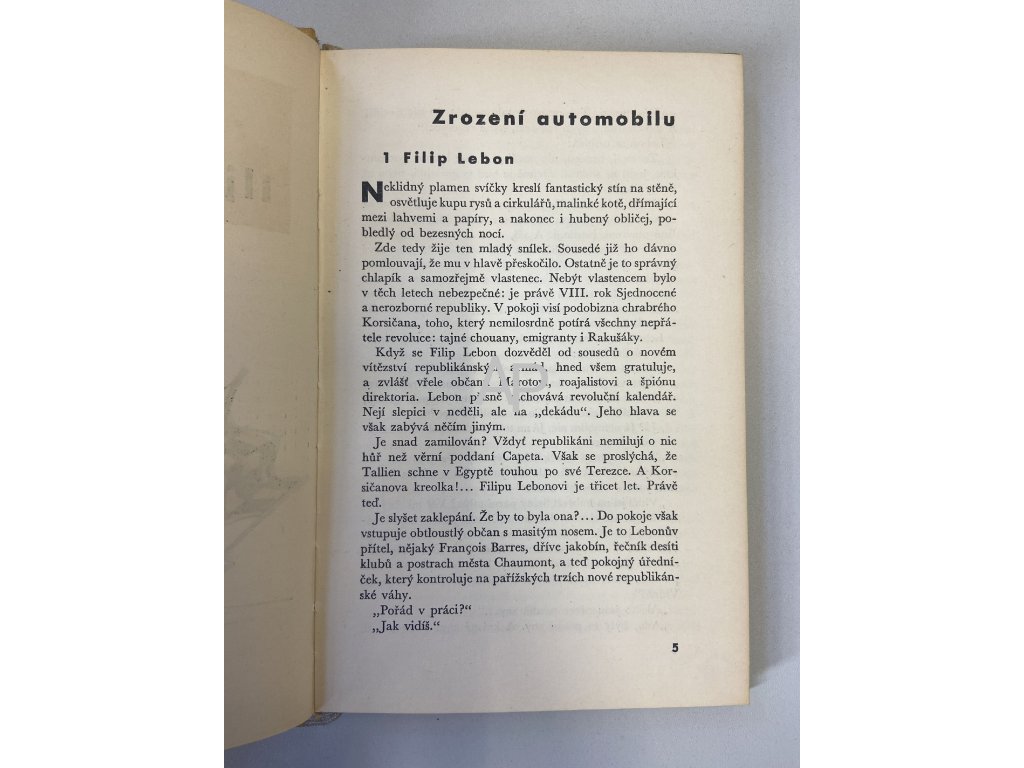 Zrození automobilu
1 Filip Lebon
Neklidný plamen svíčky kreslí fantastický stín na stěně,
osvětluje kupu rysů a cirkulářů, malinké kotě, dřímající
mezi lahvemi a papíry, a nakonec i hubený obličej, po-
bledlý od bezesných nocí.
Zde tedy žije ten mladý snílek. Sousedé již ho dávno
pomlouvají, že mu v hlavě přeskočilo. Ostatně je to správný
chlapík a samozřejmě vlastenec. Nebýt vlastencem bylo
v těch letech nebezpečné: je právě VIII. rok Sjednocené
a nerozborné republiky. V pokoji visí podobizna chrabrého
Korsičana, toho, který nemilosrdně potírá všechny nepřá-
tele revoluce: tajné chouany, emigranty i Rakušáky.
Když se Filip Lebon dozvěděl od sousedů o novém
vítězství republikánských armád, hned všem gratuluje,
a zvlášť vřele občanu roajalistovi a špiónu
direktoria. Lebon přísně zachovává revoluční kalendář.
Nejí slepici v neděli, ale na „dekádu“. Jeho hlava se
však zabývá něčím jiným.
Je snad zamilován? Vždyť republikáni nemilují o nic
hůř než věrní poddaní Capeta. Však se proslýchá, že
Tallien schne v Egyptě touhou po své Terezce. A Kor-
sičanova kreolka!... Filipu Lebonovi je třicet let. Právě
teď.
Je slyšet zaklepání. Že by to byla ona?... Do pokoje však
vstupuje obtloustlý občan s masitým nosem. Je to Lebonův
přítel, nějaký François Barres, dříve jakobín, řečník desíti
klubů a postrach města Chaumont, a teď pokojný úřední-
ček, který kontroluje na pařížských trzích nové republikán-
ské váhy.
„Pořád v práci?“
„Jak vidíš.“
5